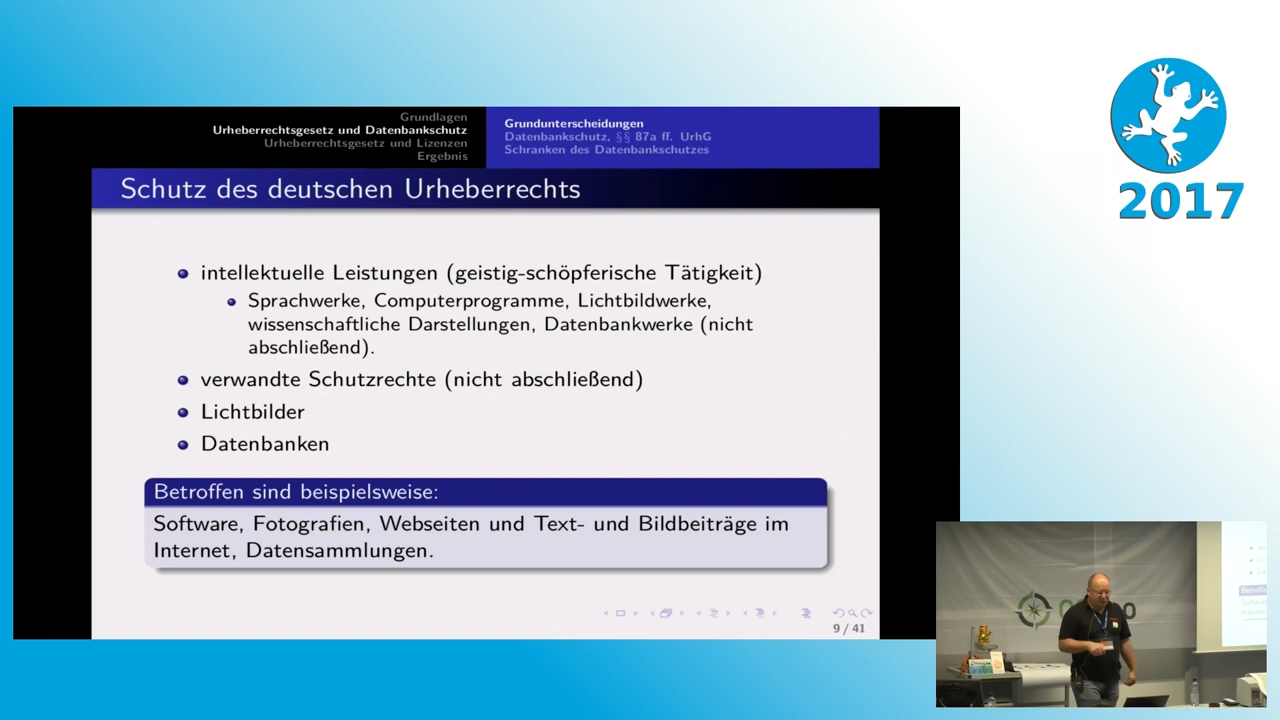 Grundlagen
Urheberrechtsgesetz und Datenbankschutz
Urheberrechtsgesetz und Lizenzen
Ergebnis
Grundunterscheidungen
Datenbankschutz, §§ 87a ff. UrhG
Schranken des Datenbankschutzes
2017
Schutz des deutschen Urheberrechts
intellektuelle Leistungen (geistig-schöpferische Tätigkeit)
Sprachwerke, Computerprogramme, Lichtbildwerke,
wissenschaftliche Darstellungen, Datenbankwerke (nicht
abschließend).
verwandte Schutzrechte (nicht abschließend)
Lichtbilder
Datenbanken
Betroffen sind beispielsweise:
Software, Fotografien, Webseiten und Text- und Bildbeiträge im
Internet, Datensammlungen.
9 / 41